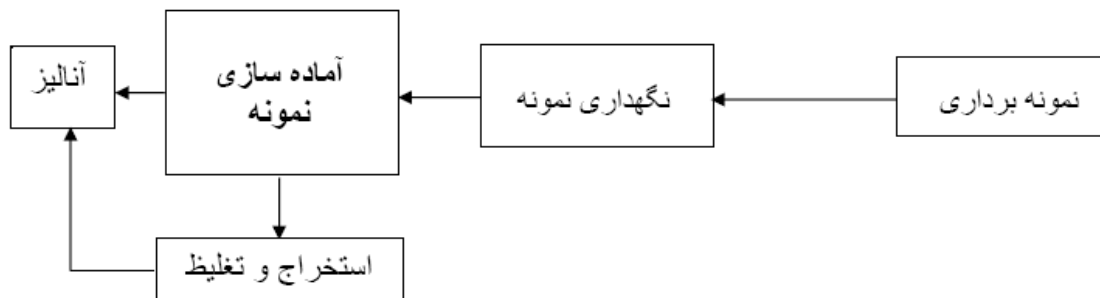 نمونه برداری
نگهداری نمونه
آماده سازی
نمونه
آنالیز
استخراج و تغلیظ